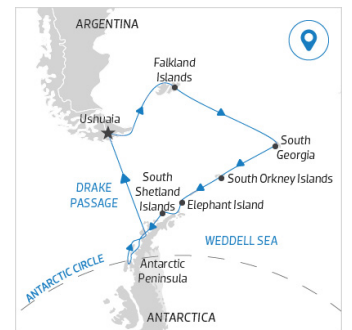 ARGENTINA
Falkland
Islands
Ushuaia
South
Georgia
South
Shetland
Islands
South Orkney Islands
DRAKE
PASSAGE
Elephant Island
WEDDELL SEA
ANTARCTIC CIRCLE
Antarctic
Peninsula
ANTARCTICA